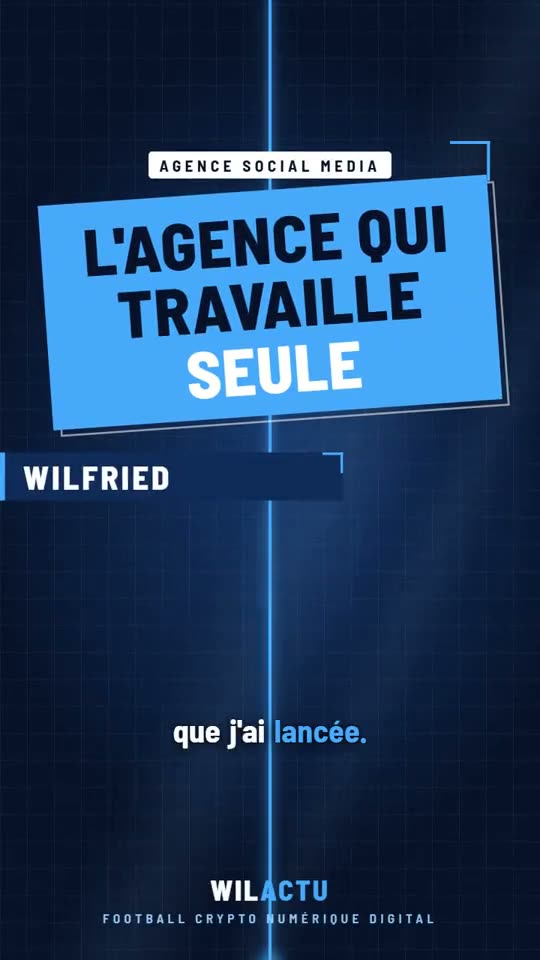 AGENCE SOCIAL MEDIA
L'AGENCE QUI
TRAVAILLE
SEULE
WILFRIED
que j'ai lancée.
WILACTU
FOOTBALL CRYPTO NUMÉRIQUE DIGITAL